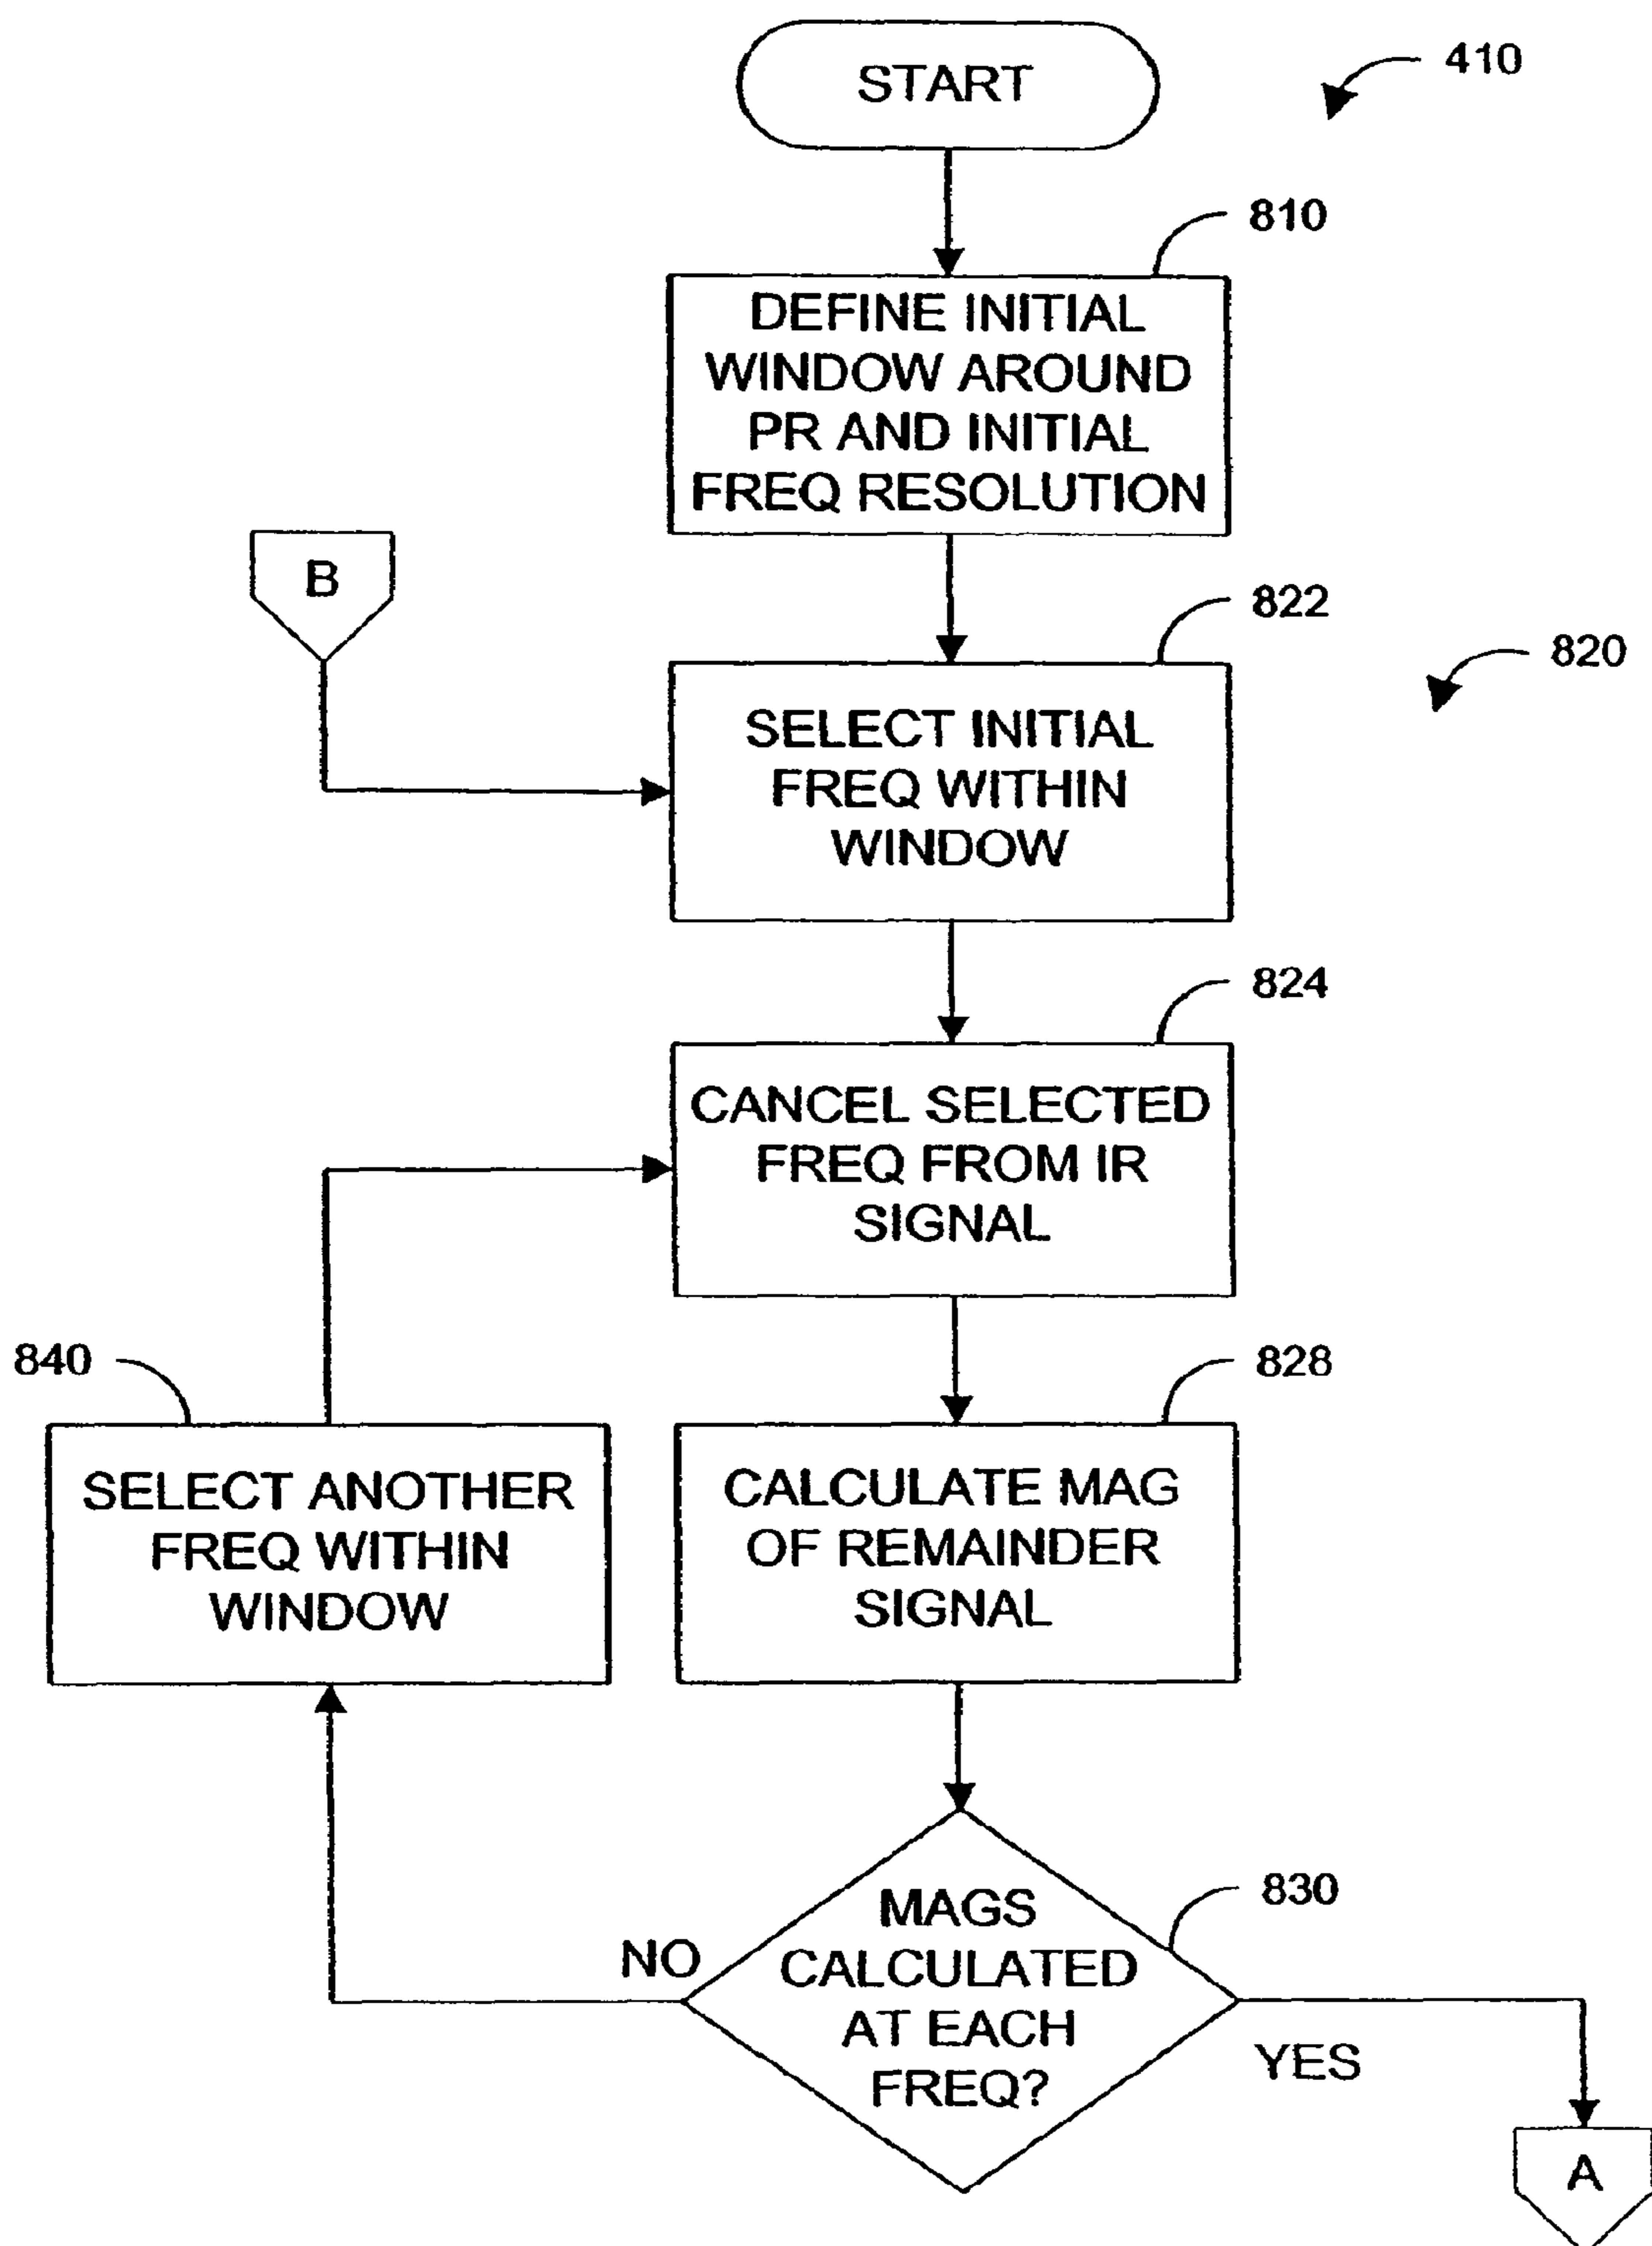 START
410
810
DEFINE INITIAL
WINDOW AROUND
PR AND INITIAL
FREQ RESOLUTION
B
822
820
SELECT INITIAL
FREQ WITHIN
WINDOW
824
CANCEL SELECTED
FREQ FROM IR
SIGNAL
840
828
SELECT ANOTHER
FREQ WITHIN
WINDOW
CALCULATE MAG
OF REMAINDER
SIGNAL
830
MAGS
CALCULATED
AT EACH
FREQ?
NO
YES
A